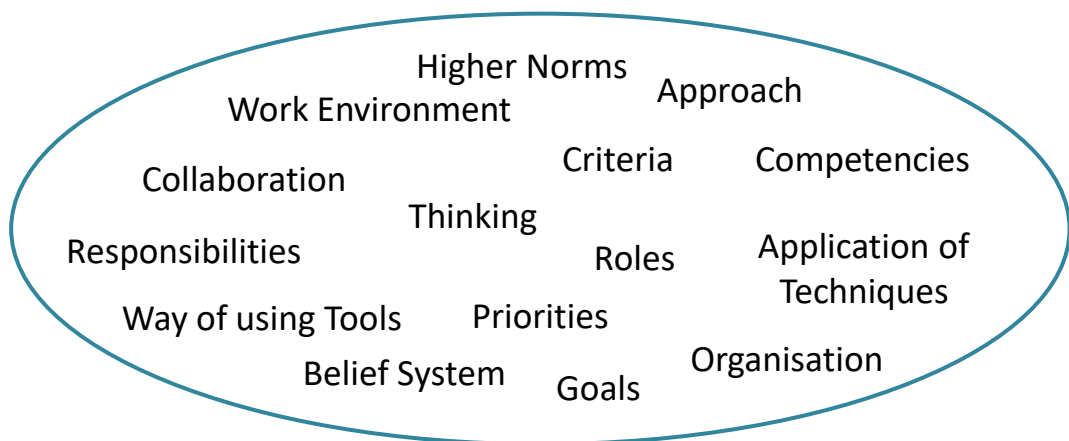 Higher Norms
Approach
Work Environment
Criteria
Competencies
Collaboration
Thinking
Responsibilities
Roles
Application of
Techniques
Way of using Tools
Priorities
Organisation
Belief System
Goals